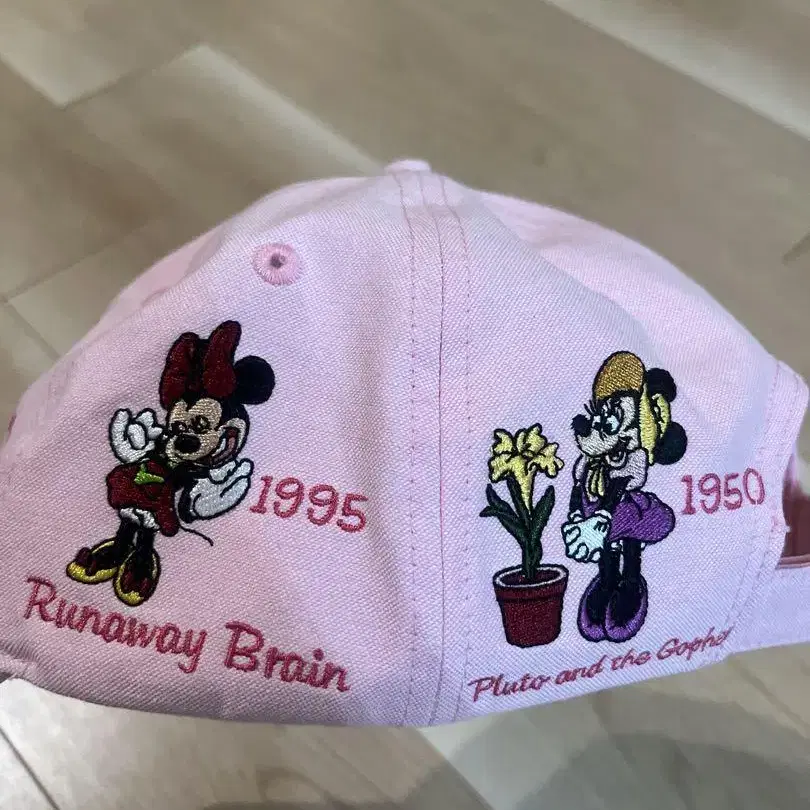 1995
Runaway Brain
1950
Pluto and the Gopher